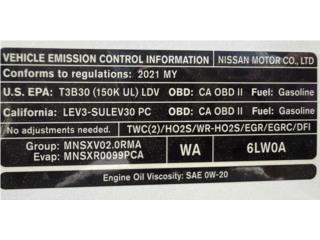 VEHICLE EMISSION CONTROL INFORMATION NISSAN MOTOR CO., LTD
Conforms to regulations: 2021 MY
U.S. EPA: T3B30 (150K UL) LDV OBD: CA OBD II Fuel: Gasoline
California: LEV3-SULEV30 PC OBD: CA OBD II Fuel: Gasoline
No adjustments needed. TWC(2)/HO2S/WR-HO2S/EGR/EGRC/DFI
Group: MNSXV02.0RMA
Evap: MNSXR0099PCA
WA
6LW0A
Engine Oil Viscosity: SAE 0W-20